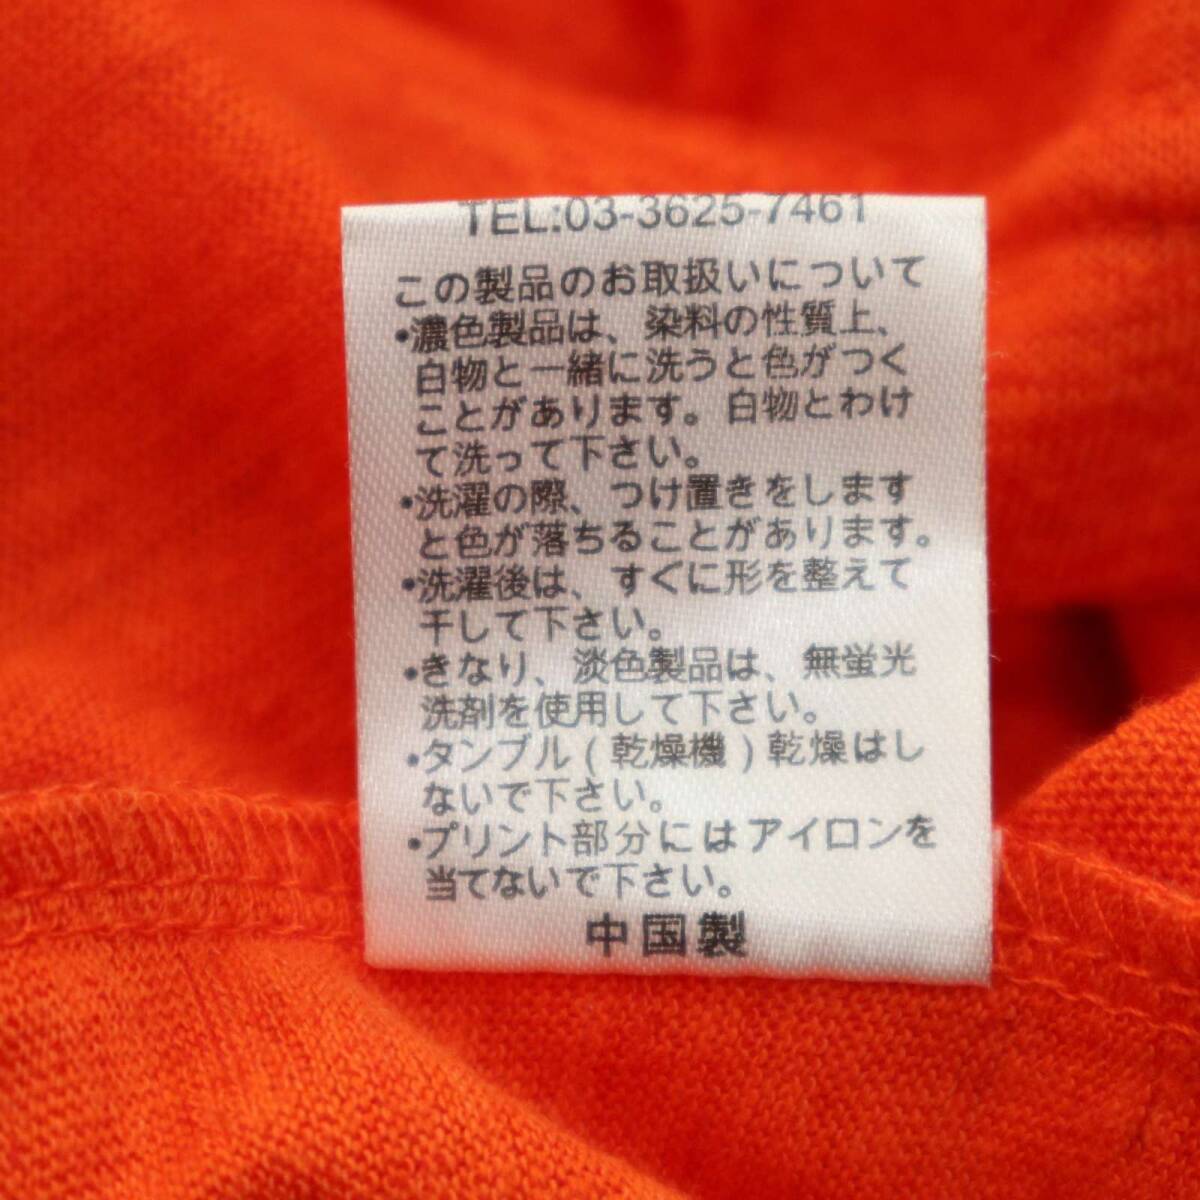 TEL:03-3625-7461
この製品のお取扱いについて
•濃色製品は、染料の性質上、
白物と一緒に洗うと色がつく
ことがあります。白物とわけ
て洗って下さい。
•洗濯の際、つけ置きをします
と色が落ちることがあります。
•洗濯後は、すぐに形を整えて
干して下さい。
•きなり、淡色製品は、無蛍光
洗剤を使用して下さい。
•タンブル(乾燥機)乾燥はし
ないで下さい。
•プリント部分にはアイロンを
当てないで下さい。
中国製